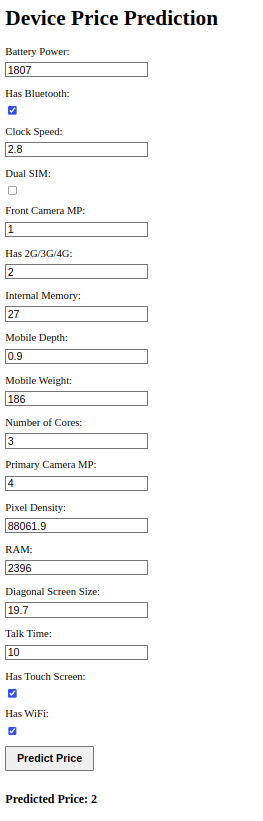 Device Price Prediction
Battery Power:
1807
Has Bluetooth:
Clock Speed:
2.8
Dual SIM:
Front Camera MP:
1
Has 2G/3G/4G:
2
Internal Memory:
27
Mobile Depth:
0.9
Mobile Weight:
186
Number of Cores:
3
Primary Camera MP:
4
Pixel Density:
88061.9
RAM:
2396
Diagonal Screen Size:
19.7
Talk Time:
10
Has Touch Screen:
Has WiFi:
Predict Price
Predicted Price: 2